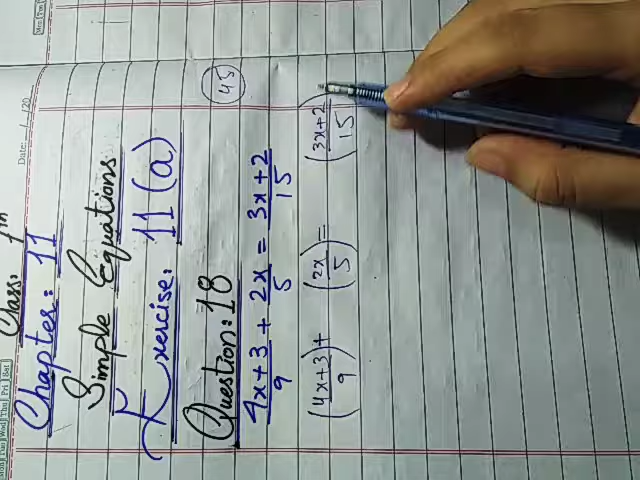 Date: / /20
Class: 7th
Chapter: 11
Simple Equations
Exercise: 11 (a)
45
Question: 18
4x+3/9 + 2x/5 = 3x+2/15
(4x+3/9) + (2x/5) = (3x+2/15)